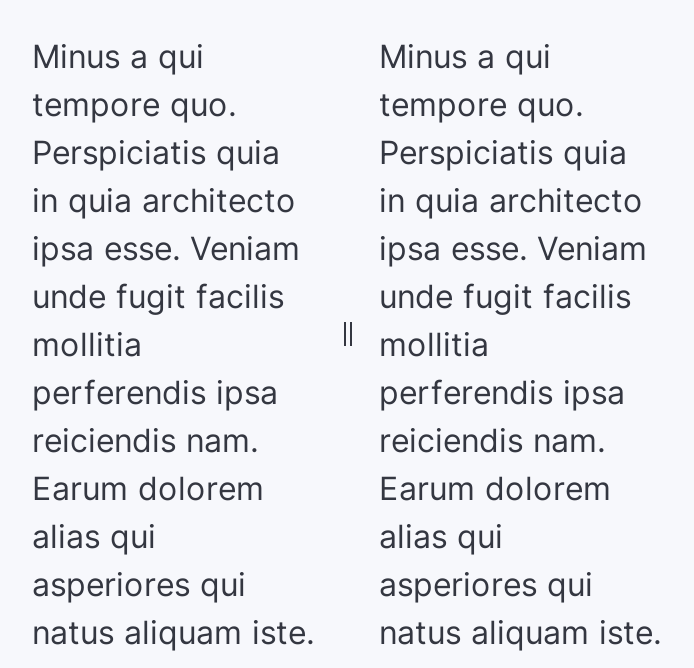 Minus a qui
tempore quo.
Perspiciatis quia
in quia architecto
ipsa esse. Veniam
unde fugit facilis
mollitia
perferendis ipsa
reiciendis nam.
Earum dolorem
alias qui
asperiores qui
natus aliquam iste.
Minus a qui
tempore quo.
Perspiciatis quia
in quia architecto
ipsa esse. Veniam
unde fugit facilis
mollitia
perferendis ipsa
reiciendis nam.
Earum dolorem
alias qui
asperiores qui
natus aliquam iste.